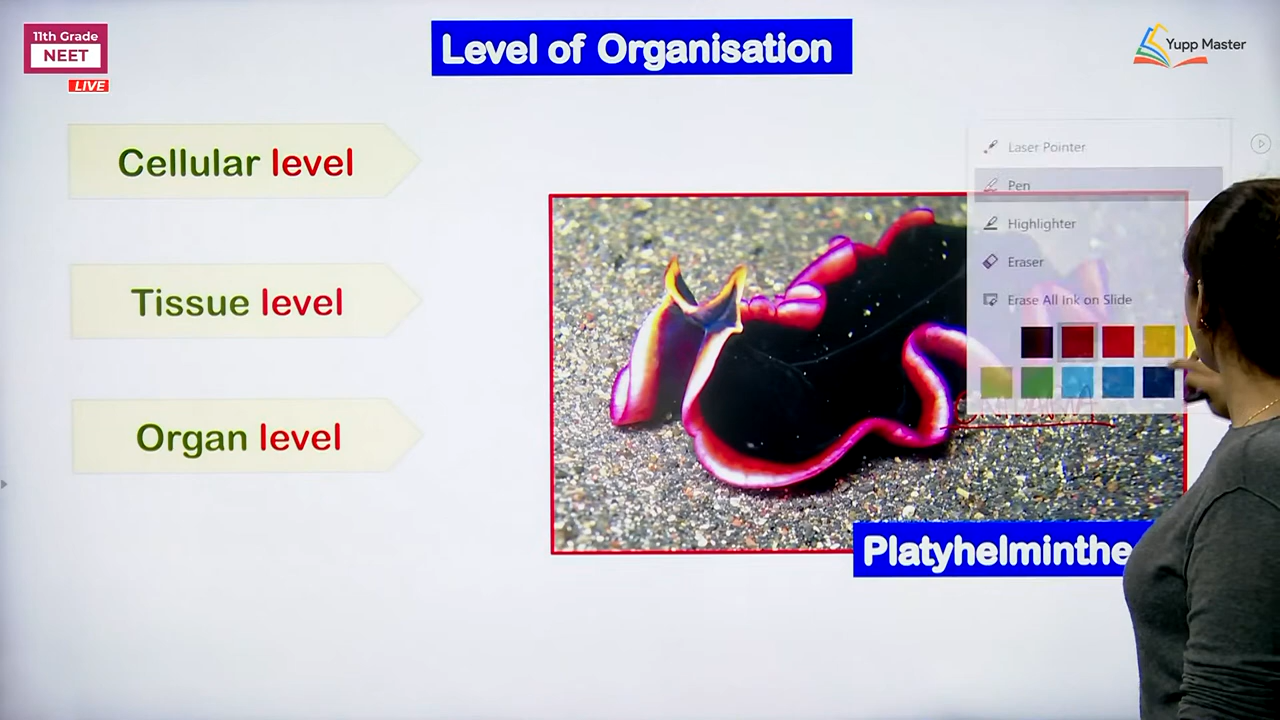 11th Grade
NEET
LIVE
Level of Organisation
Yupp Master
Cellular level
Tissue level
Organ level
Laser Pointer
Pen
Highlighter
Eraser
Erase All Ink on Slide
Platyhelminthe